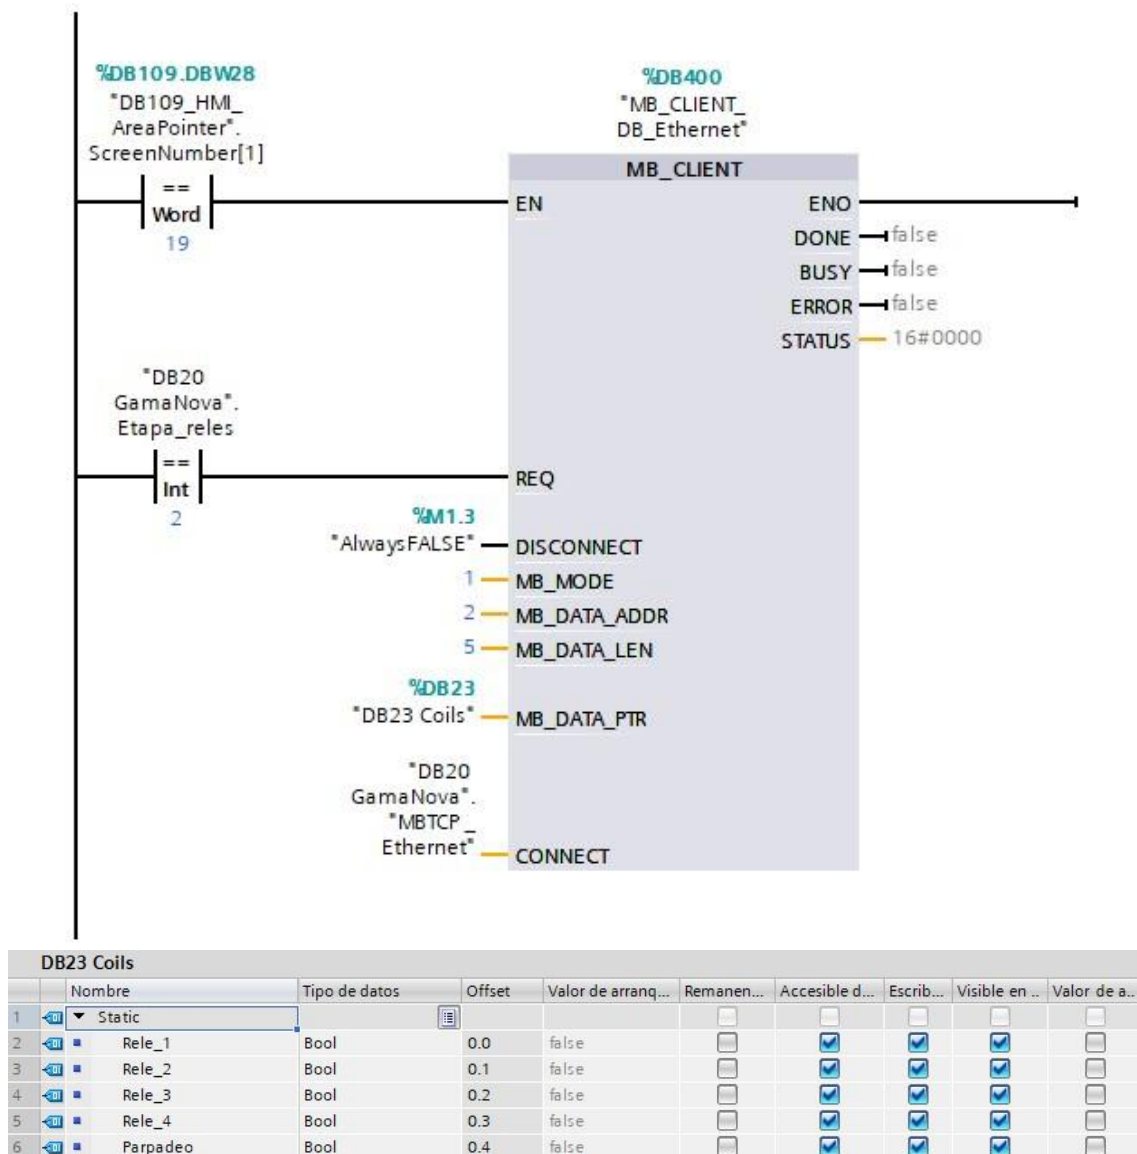 %DB109.DBW28
"DB109_HMI_
AreaPointer".
ScreenNumber[1]
==
Word
19
%DB400
"MB_CLIENT_
DB_Ethernet"
MB_CLIENT
EN
ENO
DONE
false
BUSY
false
ERROR
false
STATUS
16#0000
"DB20
GamaNova".
Etapa_reles
==
Int
2
REQ
%M1.3
"AlwaysFALSE"
DISCONNECT
1
MB_MODE
2
MB_DATA_ADDR
5
MB_DATA_LEN
%DB23
"DB23 Coils"
MB_DATA_PTR
"DB20
GamaNova".
"MBTCP_
Ethernet"
CONNECT
DB23 Coils
Nombre Tipo de datos Offset Valor de arranq... Remanen... Accesible d... Escrib... Visible en .. Valor de a...
1 Static
2 Rele_1 Bool 0.0 false
3 Rele_2 Bool 0.1 false
4 Rele_3 Bool 0.2 false
5 Rele_4 Bool 0.3 false
6 Parpadeo Bool 0.4 false